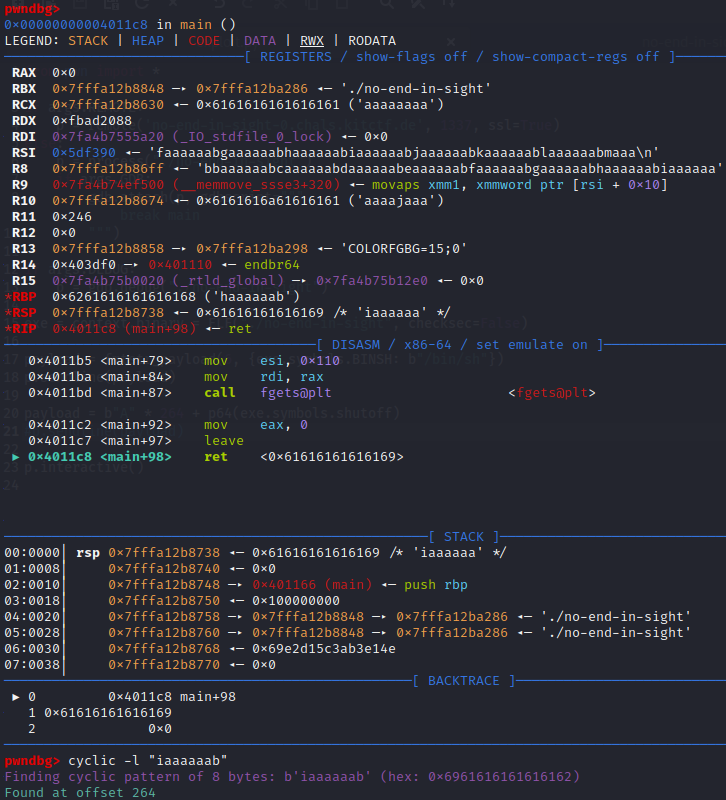 pwndbg>
0×00000000004011c8 in main ()
LEGEND: STACK | HEAP | CODE | DATA | RWX | RODATA
[ REGISTERS / show-flags off / show-compact-regs off ]
RAX 0×0
RBX 0×7fffa12b8848 —▸ 0×7fffa12ba286 ◂— './no-end-in-sight'
RCX 0×7fffa12b8630 ◂— 0×6161616161616161 ('aaaaaaaa')
RDX 0×fbad2088
RDI 0×7fa4b7555a20 (_IO_stdfile_0_lock) ◂— 0×0
RSI 0×5df390 ◂— 'faaaaaabgaaaaaabhaaaaaabiaaaaaabjaaaaaabkaaaaaablaaaaaabmaaa\n'
R8 0×7fffa12b86ff ◂— 'bbaaaaaabcaaaaaabdaaaaaabeaaaaaabfaaaaaabgaaaaaabhaaaaaabiaaaaaa'
R9 0×7fa4b74ef500 (__memmove_ssse3+320) ◂— movaps xmm1, xmmword ptr [rsi + 0×10]
R10 0×7fffa12b8674 ◂— 0×6161616a61616161 ('aaaajaaa')
R11 0×246
R12 0×0
R13 0×7fffa12b8858 —▸ 0×7fffa12ba298 ◂— 'COLORFGBG=15;0'
R14 0×403df0 —▸ 0×401110 ◂— endbr64
R15 0×7fa4b75b0020 (_rtld_global) —▸ 0×7fa4b75b12e0 ◂— 0×0
*RBP 0×6261616161616168 ('haaaaaab')
*RSP 0×7fffa12b8738 ◂— 0×61616161616169 /* 'iaaaaaa' */
*RIP 0×4011c8 (main+98) ◂— ret
[ DISASM / x86-64 / set emulate on ]
0×4011b5 <main+79> mov esi, 0×110
0×4011ba <main+84> mov rdi, rax
0×4011bd <main+87> call fgets@plt <fgets@plt>
0×4011c2 <main+92> mov eax, 0
0×4011c7 <main+97> leave
► 0×4011c8 <main+98> ret <0×61616161616169>
[ STACK ]
00:0000│ rsp 0×7fffa12b8738 ◂— 0×61616161616169 /* 'iaaaaaa' */
01:0008│ 0×7fffa12b8740 ◂— 0×0
02:0010│ 0×7fffa12b8748 —▸ 0×401166 (main) ◂— push rbp
03:0018│ 0×7fffa12b8750 ◂— 0×100000000
04:0020│ 0×7fffa12b8758 —▸ 0×7fffa12b8848 —▸ 0×7fffa12ba286 ◂— './no-end-in-sight'
05:0028│ 0×7fffa12b8760 —▸ 0×7fffa12b8848 —▸ 0×7fffa12ba286 ◂— './no-end-in-sight'
06:0030│ 0×7fffa12b8768 ◂— 0×69e2d15c3ab3e14e
07:0038│ 0×7fffa12b8770 ◂— 0×0
[ BACKTRACE ]
► 0 0×4011c8 main+98
1 0×61616161616169
2 0×0
pwndbg> cyclic -l "iaaaaaab"
Finding cyclic pattern of 8 bytes: b'iaaaaaab' (hex: 0×6961616161616162)
Found at offset 264